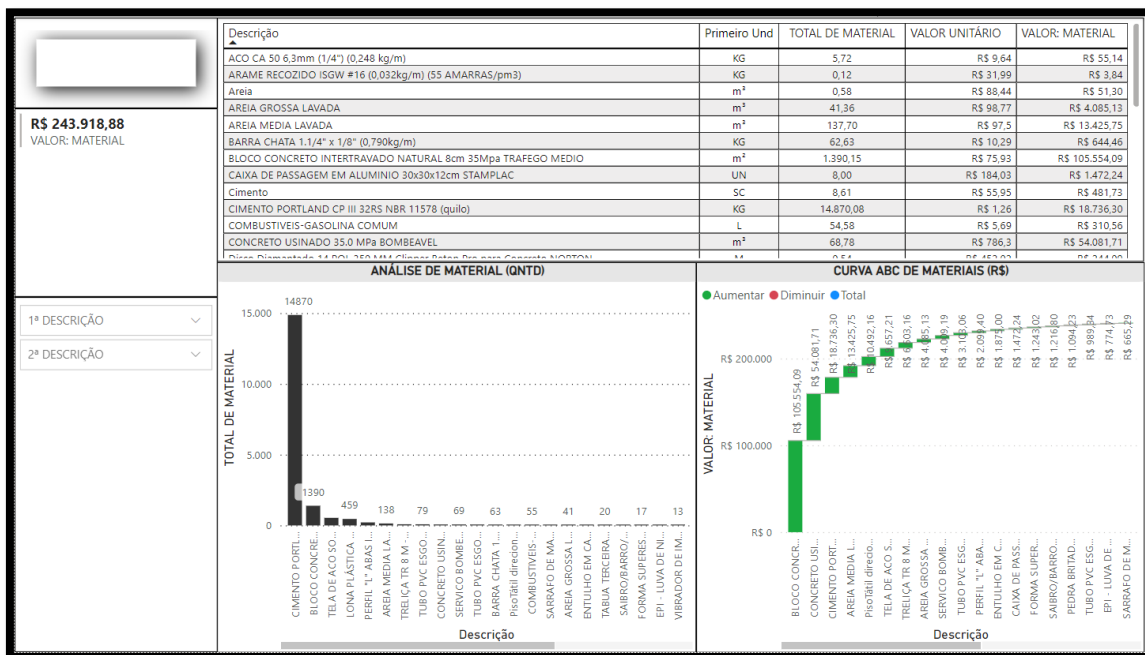 Descrição Primeiro Und TOTAL DE MATERIAL VALOR UNITÁRIO VALOR: MATERIAL
ACO CA 50 6,3mm (1/4") (0,248 kg/m) KG 5,72 R$ 9,64 R$ 55,14
ARAME RECOZIDO ISGW #16 (0,032kg/m) (55 AMARRAS/pm3) KG 0,12 R$ 31,99 R$ 3,84
Areia m³ 0,58 R$ 88,44 R$ 51,30
AREIA GROSSA LAVADA m³ 41,36 R$ 98,77 R$ 4.085,13
AREIA MEDIA LAVADA m³ 137,70 R$ 97,5 R$ 13.425,75
BARRA CHATA 1.1/4" x 1/8" (0,790kg/m) KG 62,63 R$ 10,29 R$ 644,46
BLOCO CONCRETO INTERTRAVADO NATURAL 8cm 35Mpa TRAFEGO MEDIO m² 1.390,15 R$ 75,93 R$ 105.554,09
CAIXA DE PASSAGEM EM ALUMINIO 30x30x12cm STAMPLAC UN 8,00 R$ 184,03 R$ 1.472,24
Cimento SC 8,61 R$ 55,95 R$ 481,73
CIMENTO PORTLAND CP III 32RS NBR 11578 (quilo) KG 14.870,08 R$ 1,26 R$ 18.736,30
COMBUSTIVEIS-GASOLINA COMUM L 54,58 R$ 5,69 R$ 310,56
CONCRETO USINADO 35.0 MPa BOMBEAVEL m³ 68,78 R$ 786,3 R$ 54.081,71
R$ 243.918,88
VALOR: MATERIAL
1ª DESCRIÇÃO
2ª DESCRIÇÃO
ANÁLISE DE MATERIAL (QNTD)
TOTAL DE MATERIAL
15.000
10.000
5.000
0
14870
1390
459
138
79
69
63
55
41
20
17
13
CIMENTO PORTL...
BLOCO CONCRE...
TELA DE ACO SO...
LONA PLÁSTICA ...
PERFIL "L" ABAS I...
AREIA MEDIA LA...
TRELIÇA TR 8 M -...
TUBO PVC ESGO...
CONCRETO USIN...
SERVICO BOMBE...
TUBO PVC ESGO...
BARRA CHATA 1....
PisoTátil direcion...
COMBUSTIVEIS-...
SARRAFO DE MA...
AREIA GROSSA L...
ENTULHO EM CA...
TABUA TERCEIRA...
SAIBRO/BARRO/...
FORMA SUPERES...
EPI - LUVA DE NI...
VIBRADOR DE IM...
Descrição
CURVA ABC DE MATERIAIS (R$)
Aumentar Diminuir Total
VALOR: MATERIAL
R$ 200.000
R$ 100.000
R$ 0
R$ 105.554,09
R$ 54.081,71
R$ 18.736,30
R$ 13.425,75
R$ 4.085,13
R$ 1.875,00
R$ 1.472,24
R$ 1.243,02
R$ 1.216,80
R$ 1.094,23
R$ 989,84
R$ 774,73
R$ 665,29
BLOCO CONCR...
CONCRETO USI...
CIMENTO PORT...
AREIA MEDIA L...
PisoTátil direcio...
TELA DE ACO S...
TRELIÇA TR 8 M...
AREIA GROSSA ...
SERVICO BOMB...
TUBO PVC ESG...
PERFIL "L" ABA...
ENTULHO EM C...
CAIXA DE PASS...
FORMA SUPER...
SAIBRO/BARRO...
PEDRA BRITAD...
TUBO PVC ESG...
EPI - LUVA DE ...
SARRAFO DE M...
Descrição